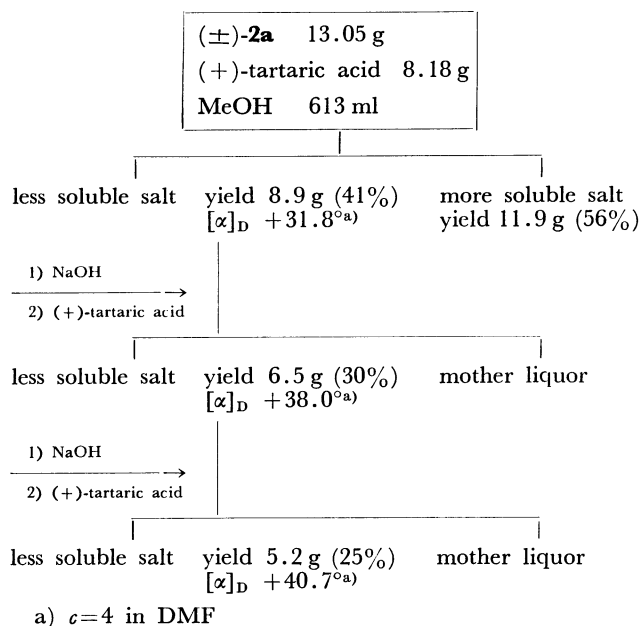 (±)-2a 13.05 g
(+)-tartaric acid 8.18 g
MeOH 613 ml
less soluble salt yield 8.9 g (41%) more soluble salt
[α]D +31.8°a) yield 11.9 g (56%)
1) NaOH
2) (+)-tartaric acid
less soluble salt yield 6.5 g (30%) mother liquor
[α]D +38.0°a)
1) NaOH
2) (+)-tartaric acid
less soluble salt yield 5.2 g (25%) mother liquor
[α]D +40.7°a)
a) c=4 in DMF